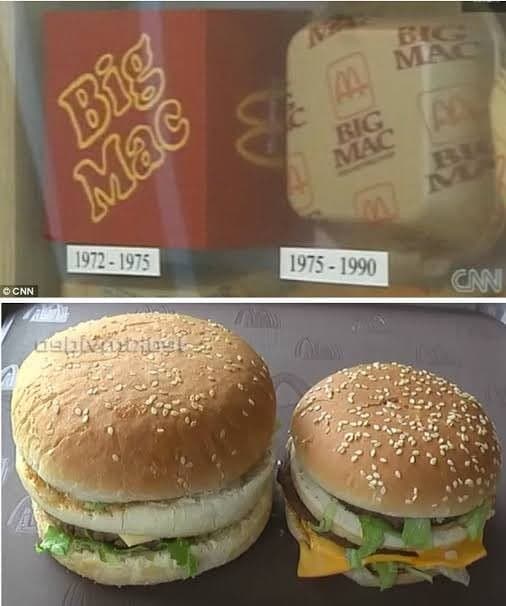 Big
Mac
BIG
MAC
BIG
MAC
1972 - 1975
1975 - 1990
© CNN
CNN